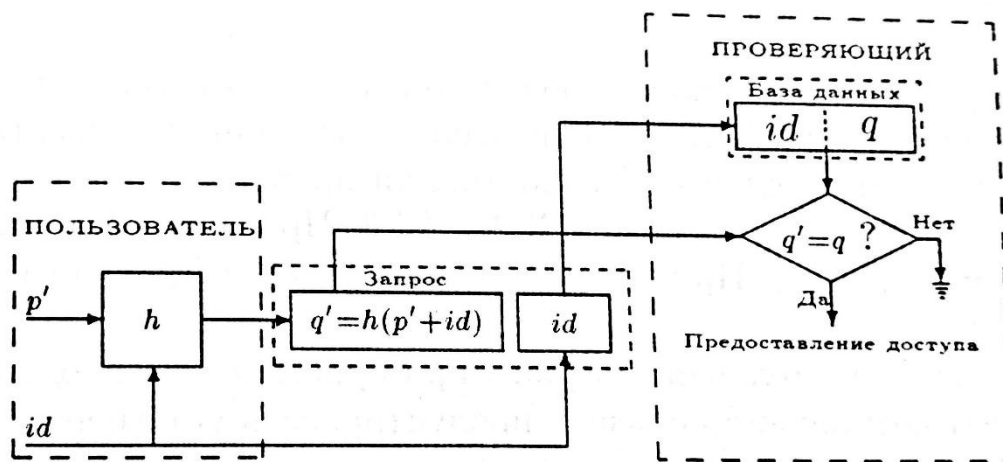 ПРОВЕРЯЮЩИЙ
База данных
id q
ПОЛЬЗОВАТЕЛЬ
q'=q ?
Нет
Запрос
p'
h
q'=h(p'+id)
id
Да
Предоставление доступа
id